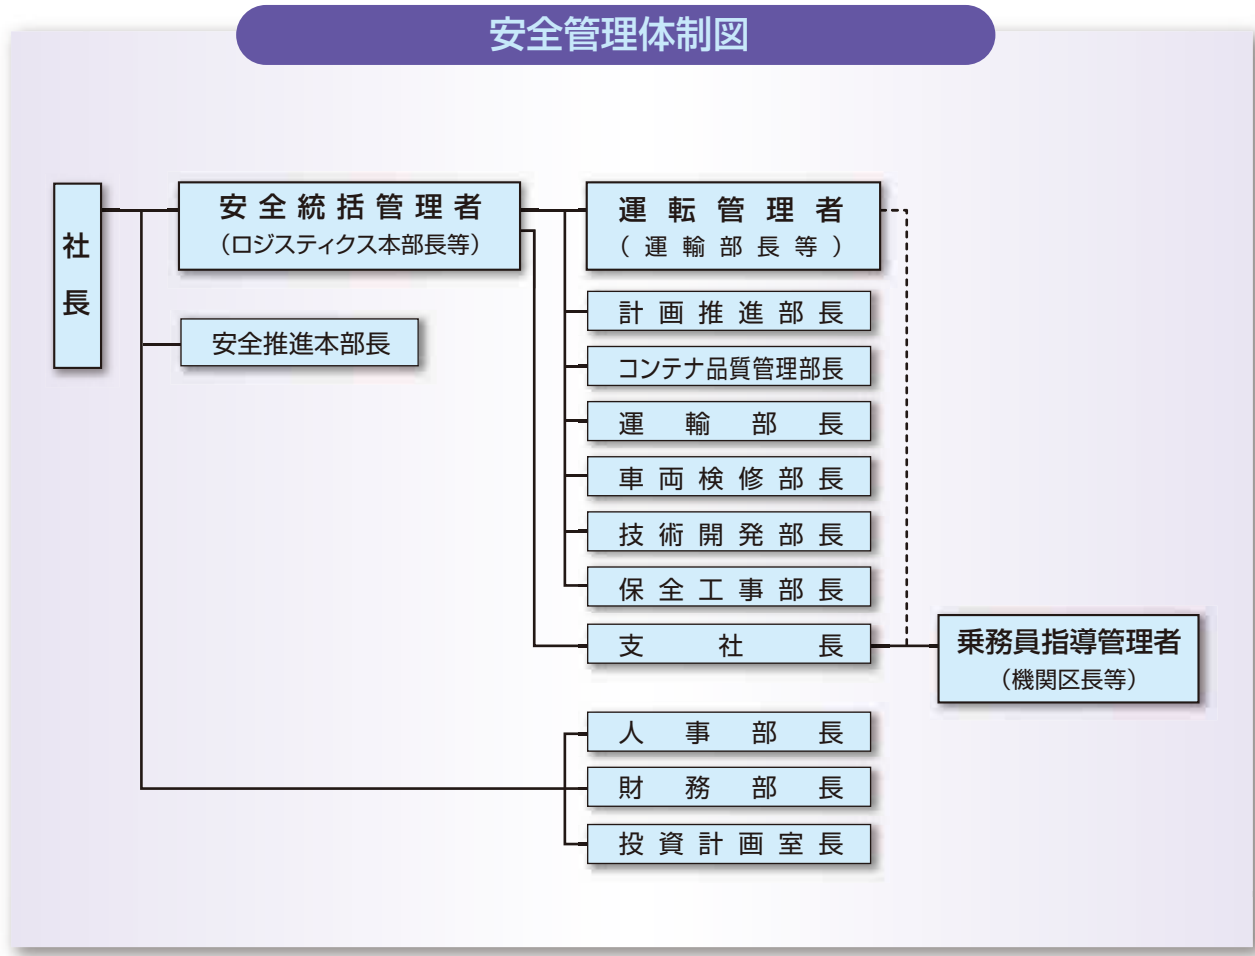 安全管理体制図
社長
安全統括管理者
（ロジスティクス本部長等）
安全推進本部長
運転管理者
（運輸部長等）
計画推進部長
コンテナ品質管理部長
運輸部長
車両検修部長
技術開発部長
保全工事部長
支社長
乗務員指導管理者
（機関区長等）
人事部長
財務部長
投資計画室長